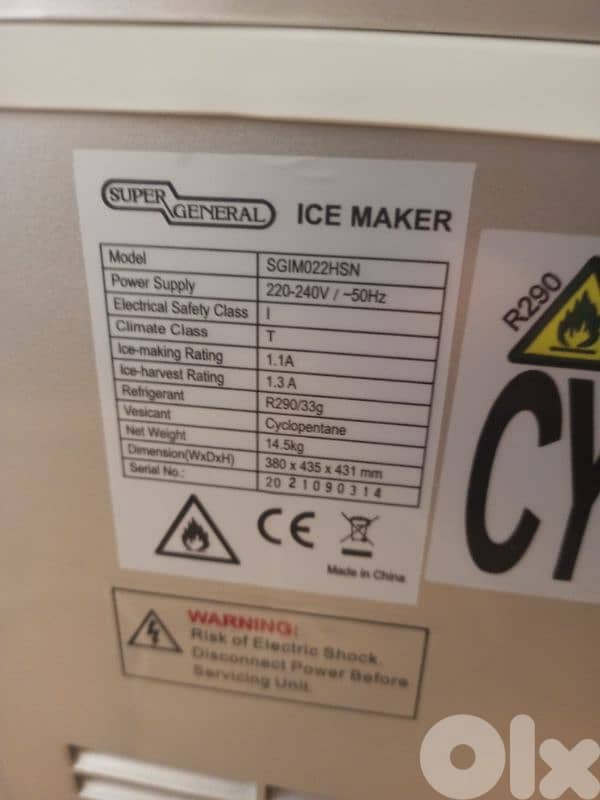 SUPER GENERAL ICE MAKER
Model SGIM022HSN
Power Supply 220-240V / ~50Hz
Electrical Safety Class I
Climate Class T
Ice-making Rating 1.1A
Ice-harvest Rating 1.3 A
Refrigerant R290/33g
Vesicant Cyclopentane
Net Weight 14.5kg
Dimension(WxDxH) 380 x 435 x 431 mm
Serial No.: 20 21090314
CE
Made in China
R290
CY
WARNING:
Risk of Electric Shock.
Disconnect Power Before
Servicing Unit.
Olx